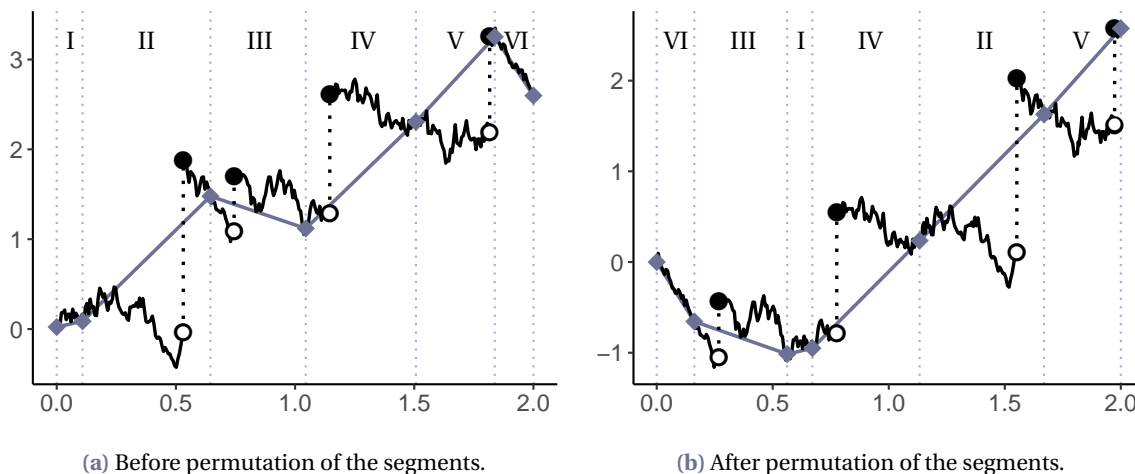 I II III IV V VI
3
2
1
0
0.0 0.5 1.0 1.5 2.0
(a) Before permutation of the segments.
VI III I IV II V
2
1
0
−1
0.0 0.5 1.0 1.5 2.0
(b) After permutation of the segments.